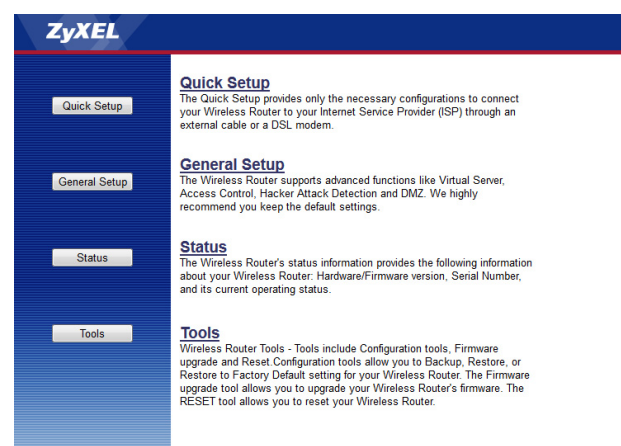 ZyXEL
Quick Setup
Quick Setup
The Quick Setup provides only the necessary configurations to connect
your Wireless Router to your Internet Service Provider (ISP) through an
external cable or a DSL modem.
General Setup
General Setup
The Wireless Router supports advanced functions like Virtual Server,
Access Control, Hacker Attack Detection and DMZ. We highly
recommend you keep the default settings.
Status
Status
The Wireless Router's status information provides the following information
about your Wireless Router: Hardware/Firmware version, Serial Number,
and its current operating status.
Tools
Tools
Wireless Router Tools - Tools include Configuration tools, Firmware
upgrade and Reset.Configuration tools allow you to Backup, Restore, or
Restore to Factory Default setting for your Wireless Router. The Firmware
upgrade tool allows you to upgrade your Wireless Router's firmware. The
RESET tool allows you to reset your Wireless Router.